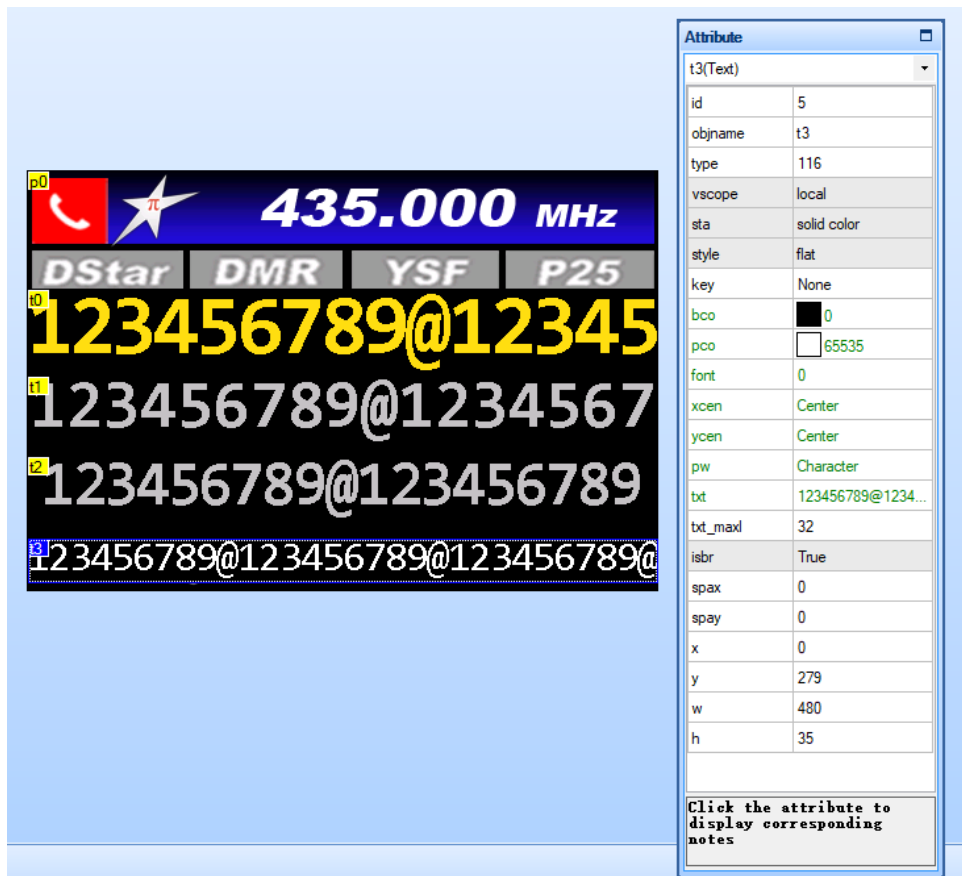 Attribute
t3(Text)
id 5
objname t3
type 116
vscope local
sta solid color
style flat
key None
bco 0
pco 65535
font 0
xcen Center
ycen Center
pw Character
txt 123456789@1234...
txt_maxl 32
isbr True
spax 0
spay 0
x 0
y 279
w 480
h 35
Click the attribute to
display corresponding
notes
p0
π
435.000 MHz
DStar DMR YSF P25
t0
123456789@12345
t1
123456789@1234567
t2
123456789@123456789
t3
123456789@123456789@123456789@